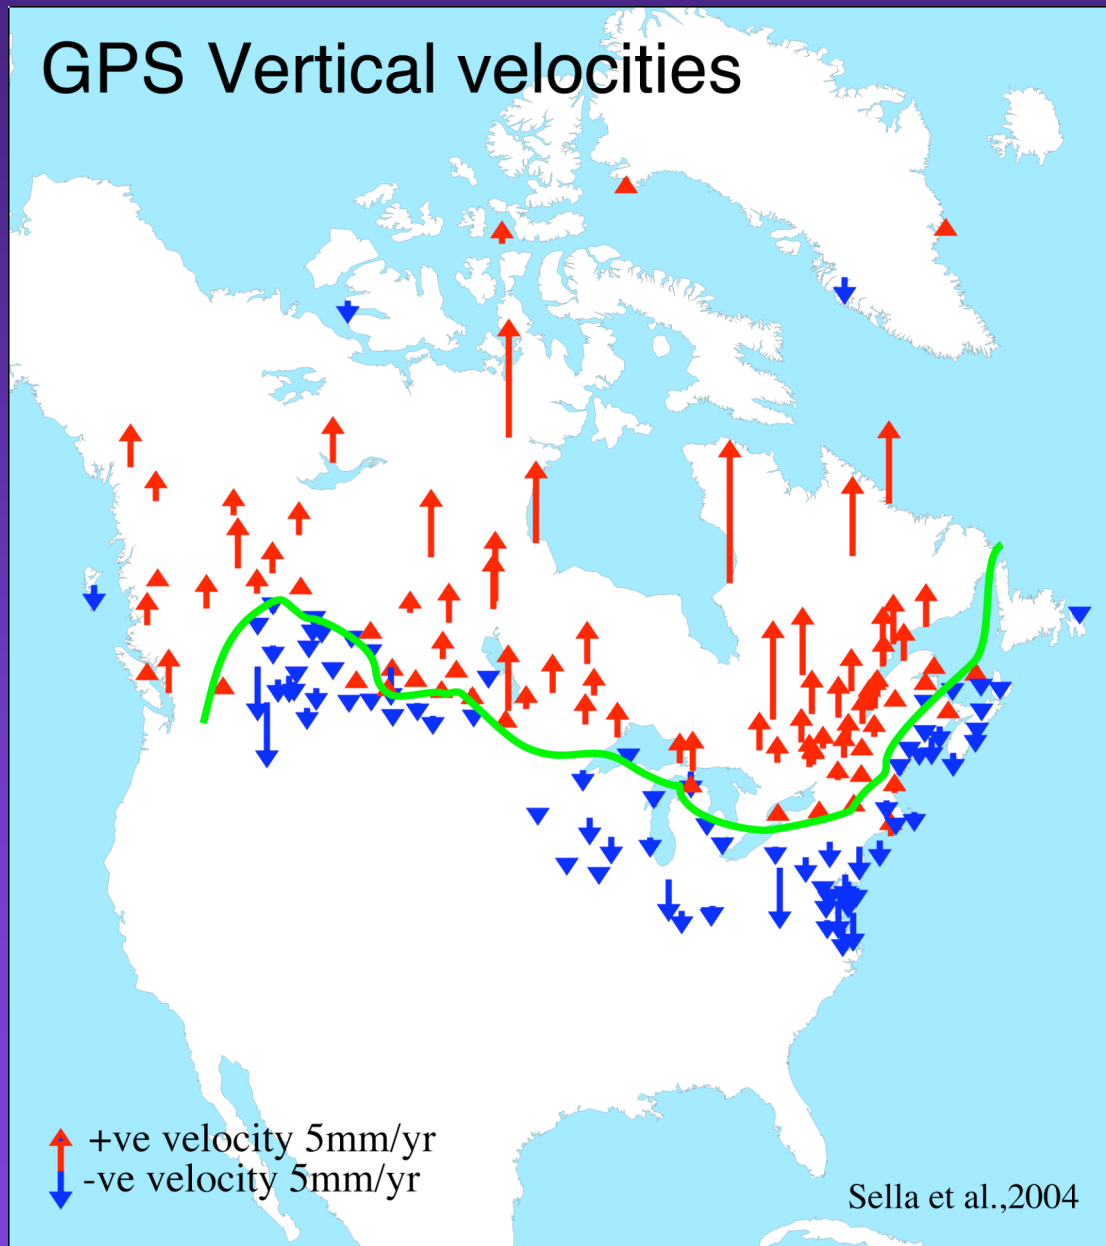 GPS Vertical velocities
+ve velocity 5mm/yr
-ve velocity 5mm/yr
Sella et al.,2004